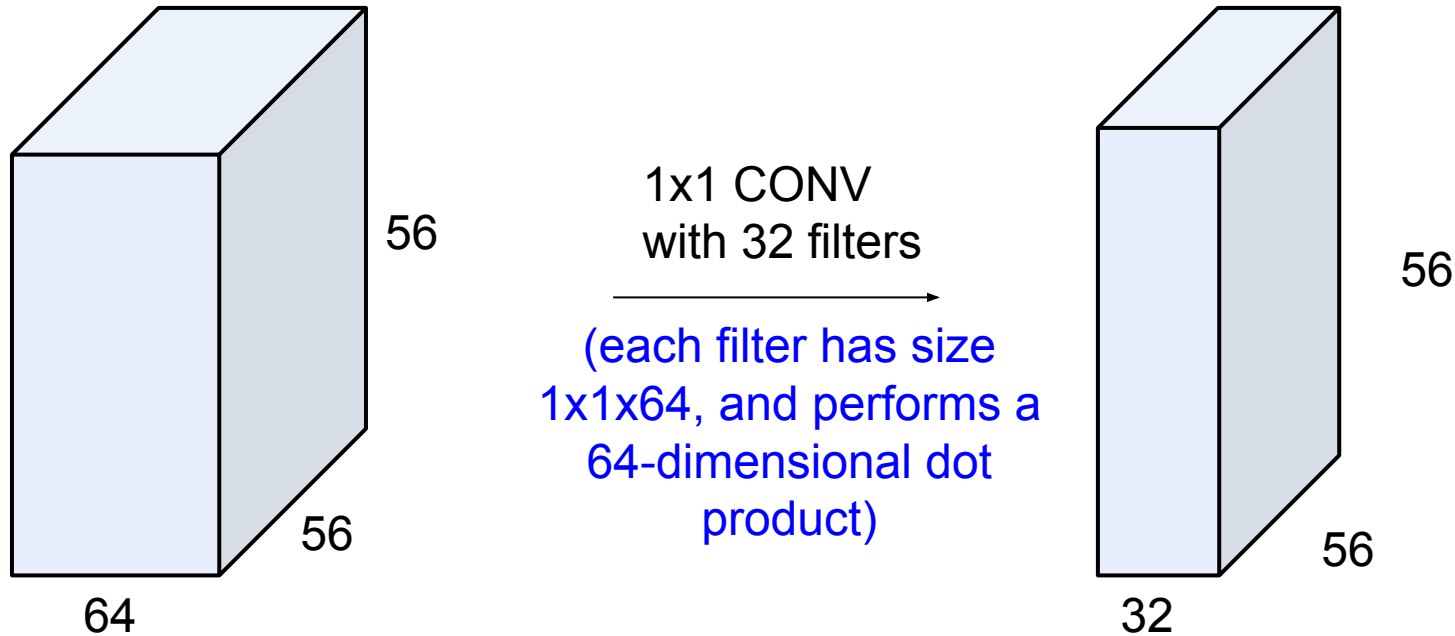 56
56
64
1x1 CONV
with 32 filters
(each filter has size
1x1x64, and performs a
64-dimensional dot
product)
56
56
32